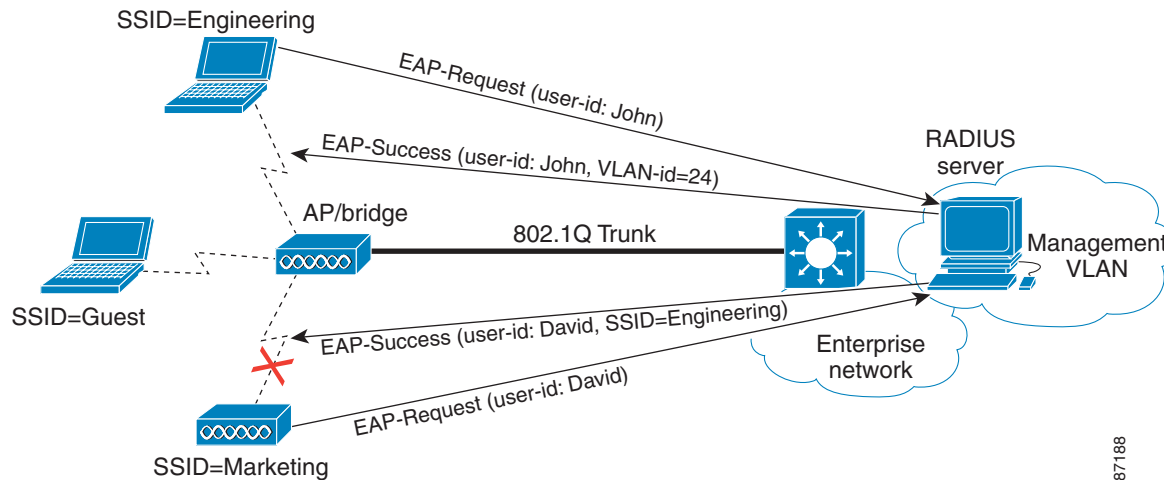 SSID=Engineering
EAP-Request (user-id: John)
EAP-Success (user-id: John, VLAN-id=24)
RADIUS
server
AP/bridge
802.1Q Trunk
Management
VLAN
SSID=Guest
EAP-Success (user-id: David, SSID=Engineering)
Enterprise
network
EAP-Request (user-id: David)
SSID=Marketing
87188